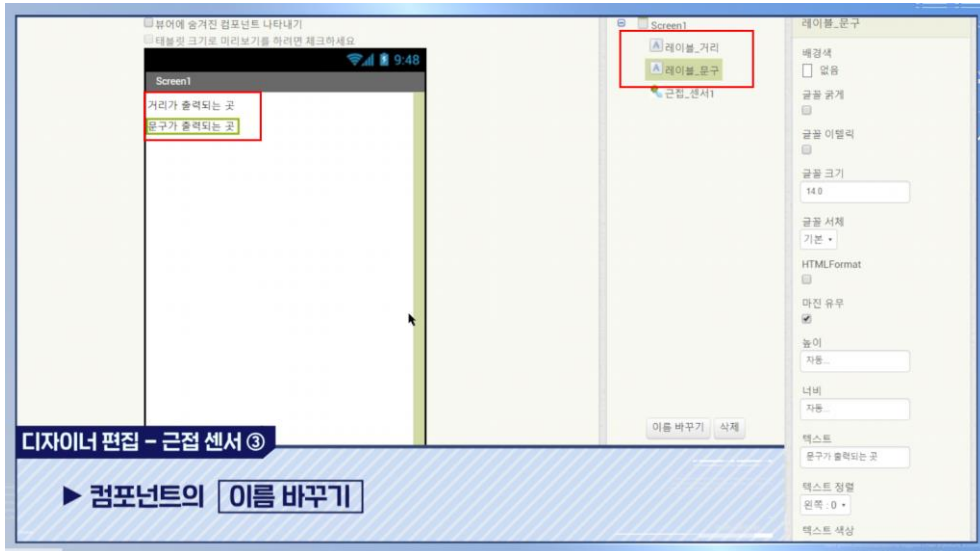 뷰어에 숨겨진 컴포넌트 나타내기
태블릿 크기로 미리보기를 하려면 체크하세요
9:48
Screen1
거리가 출력되는 곳
문구가 출력되는 곳
Screen1
레이블_거리
레이블_문구
근접_센서1
이름 바꾸기
삭제
레이블_문구
배경색
없음
글꼴 굵게
글꼴 이탤릭
글꼴 크기
14.0
글꼴 서체
기본
HTMLFormat
마진 유무
높이
자동...
너비
자동...
텍스트
문구가 출력되는 곳
텍스트 정렬
왼쪽 : 0
텍스트 색상
디자이너 편집 – 근접 센서 ③
▶ 컴포넌트의 이름 바꾸기